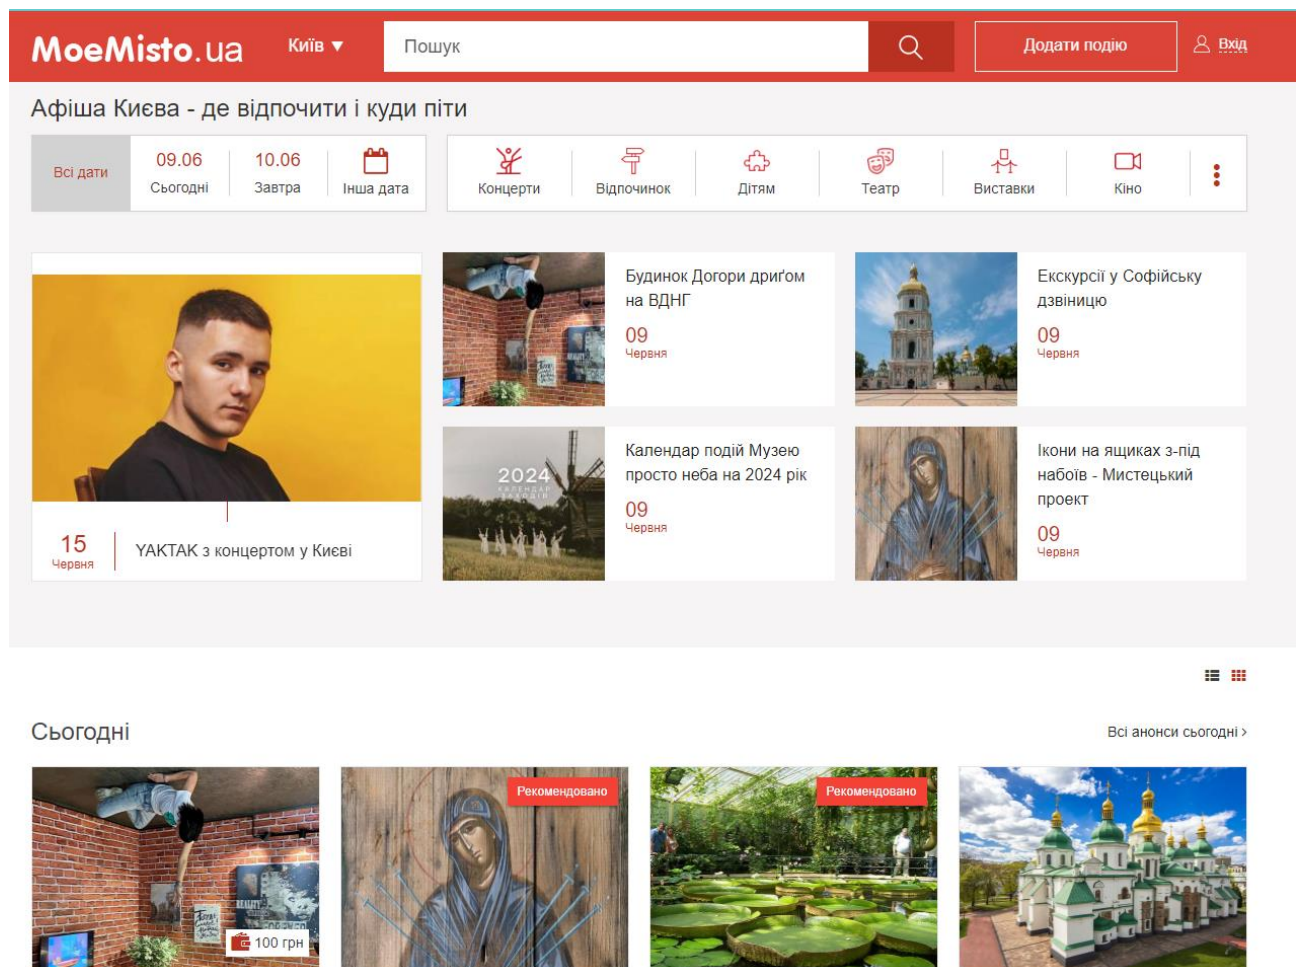 MoeMisto.ua
Київ ▼
Пошук
Додати подію
Вхід
Афіша Києва - де відпочити і куди піти
Всі дати
09.06
Сьогодні
10.06
Завтра
Інша дата
Концерти
Відпочинок
Дітям
Театр
Виставки
Кіно
15
Червня
YAKTAK з концертом у Києві
Будинок Догори дриґом
на ВДНГ
09
Червня
Екскурсії у Софійську
дзвіницю
09
Червня
2024
КАЛЕНДАР
ЗАХОДІВ
Календар подій Музею
просто неба на 2024 рік
09
Червня
Ікони на ящиках з-під
набоїв - Мистецький
проект
09
Червня
Сьогодні
Всі анонси сьогодні ›
100 грн
Рекомендовано
Рекомендовано